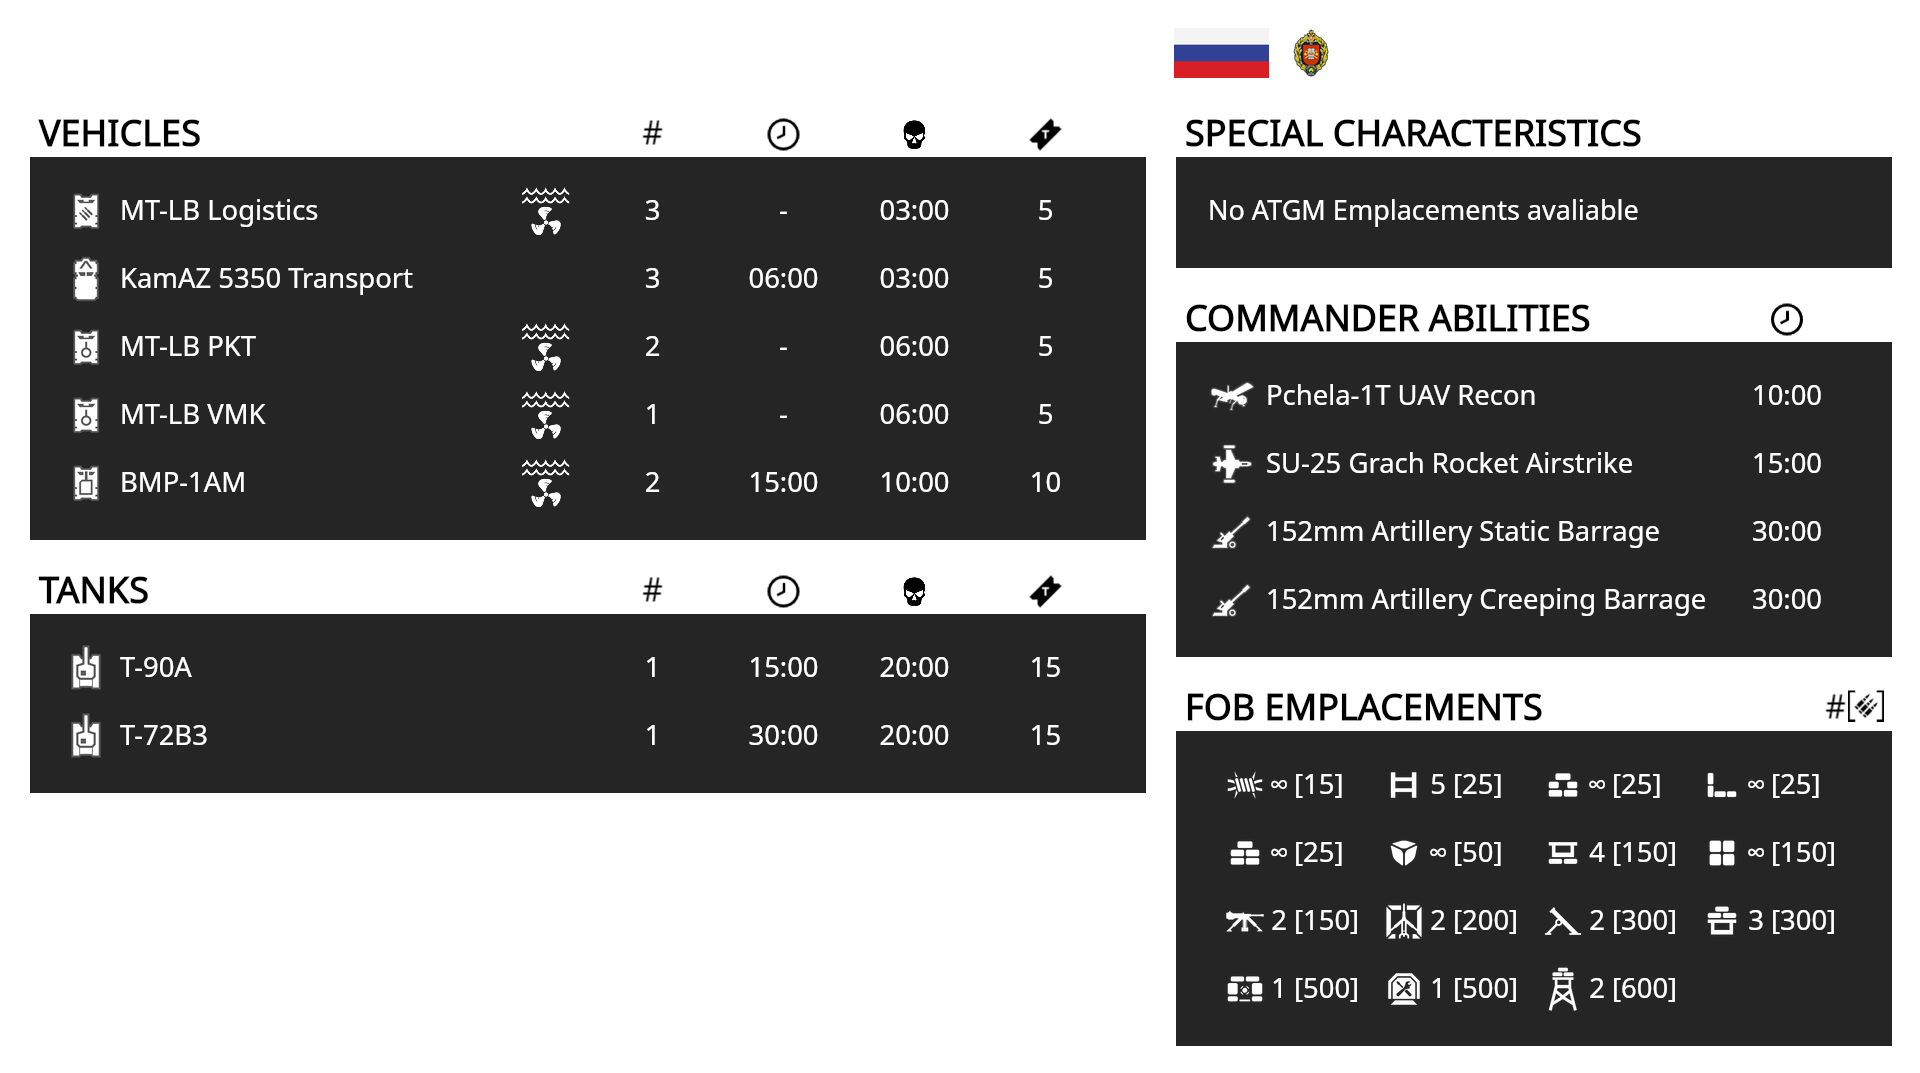 VEHICLES #
MT-LB Logistics 3 - 03:00 5
KamAZ 5350 Transport 3 06:00 03:00 5
MT-LB PKT 2 - 06:00 5
MT-LB VMK 1 - 06:00 5
BMP-1AM 2 15:00 10:00 10
TANKS #
T-90A 1 15:00 20:00 15
T-72B3 1 30:00 20:00 15
SPECIAL CHARACTERISTICS
No ATGM Emplacements avaliable
COMMANDER ABILITIES
Pchela-1T UAV Recon 10:00
SU-25 Grach Rocket Airstrike 15:00
152mm Artillery Static Barrage 30:00
152mm Artillery Creeping Barrage 30:00
FOB EMPLACEMENTS #[]
∞ [15] 5 [25] ∞ [25] ∞ [25]
∞ [25] ∞ [50] 4 [150] ∞ [150]
2 [150] 2 [200] 2 [300] 3 [300]
1 [500] 1 [500] 2 [600]